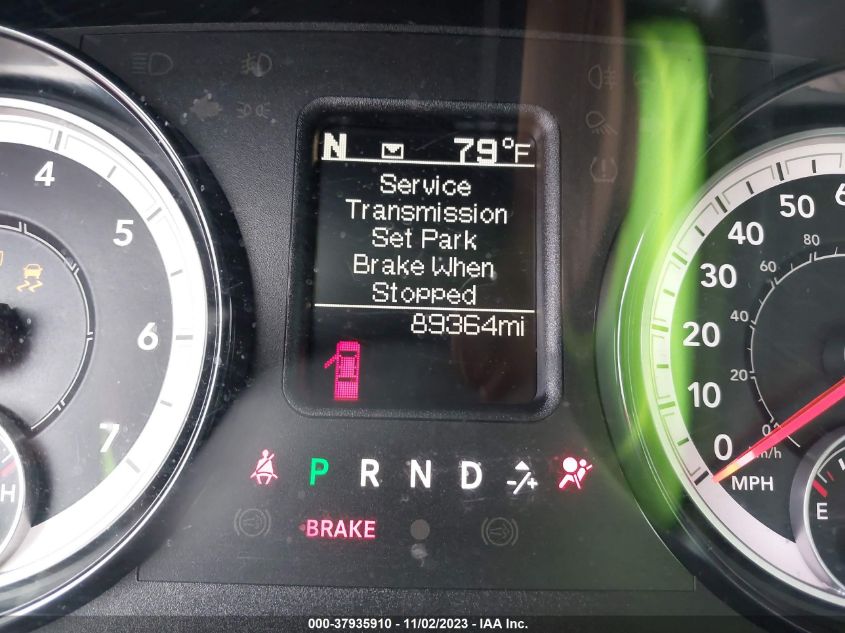 N 79°F
Service
Transmission
Set Park
Brake When
Stopped
89364mi
4
5
6
7
H
P R N D -/+
BRAKE
50
40
30
20
10
0
80
60
40
20
0
km/h
MPH
E
000-37935910 - 11/02/2023 - IAA Inc.